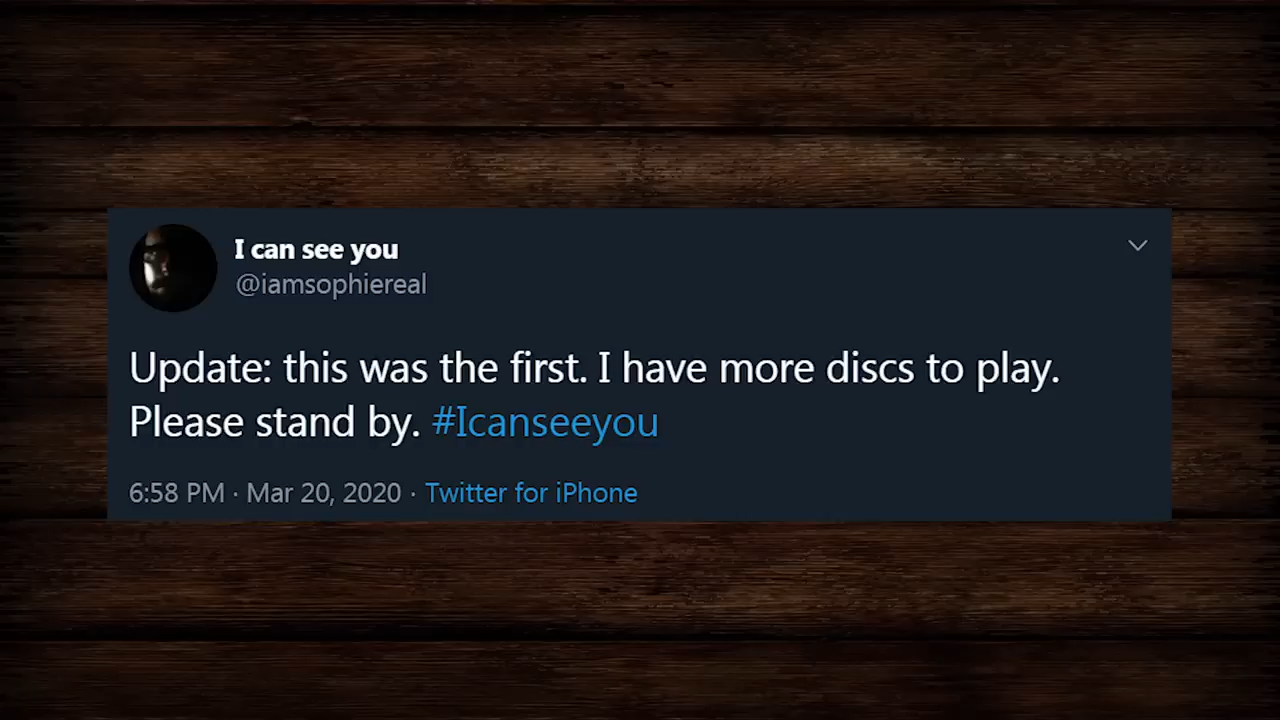 I can see you
@iamsophiereal
Update: this was the first. I have more discs to play.
Please stand by. #Icanseeyou
6:58 PM · Mar 20, 2020 · Twitter for iPhone